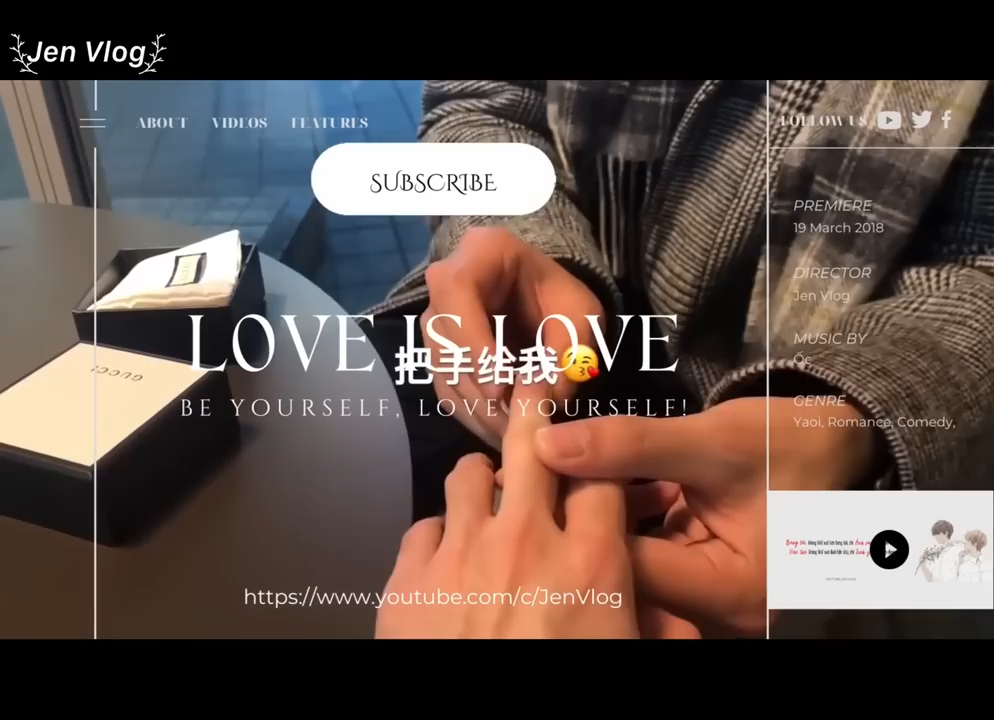 Jen Vlog
ABOUT VIDEOS FEATURES
FOLLOW US
SUBSCRIBE
PREMIERE
19 March 2018
DIRECTOR
Jen Vlog
MUSIC BY
Ốc
GENRE
Yaoi, Romance, Comedy,
LOVE IS LOVE
把手给我😘
BE YOURSELF, LOVE YOURSELF!
GUCCI
https://www.youtube.com/c/JenVlog